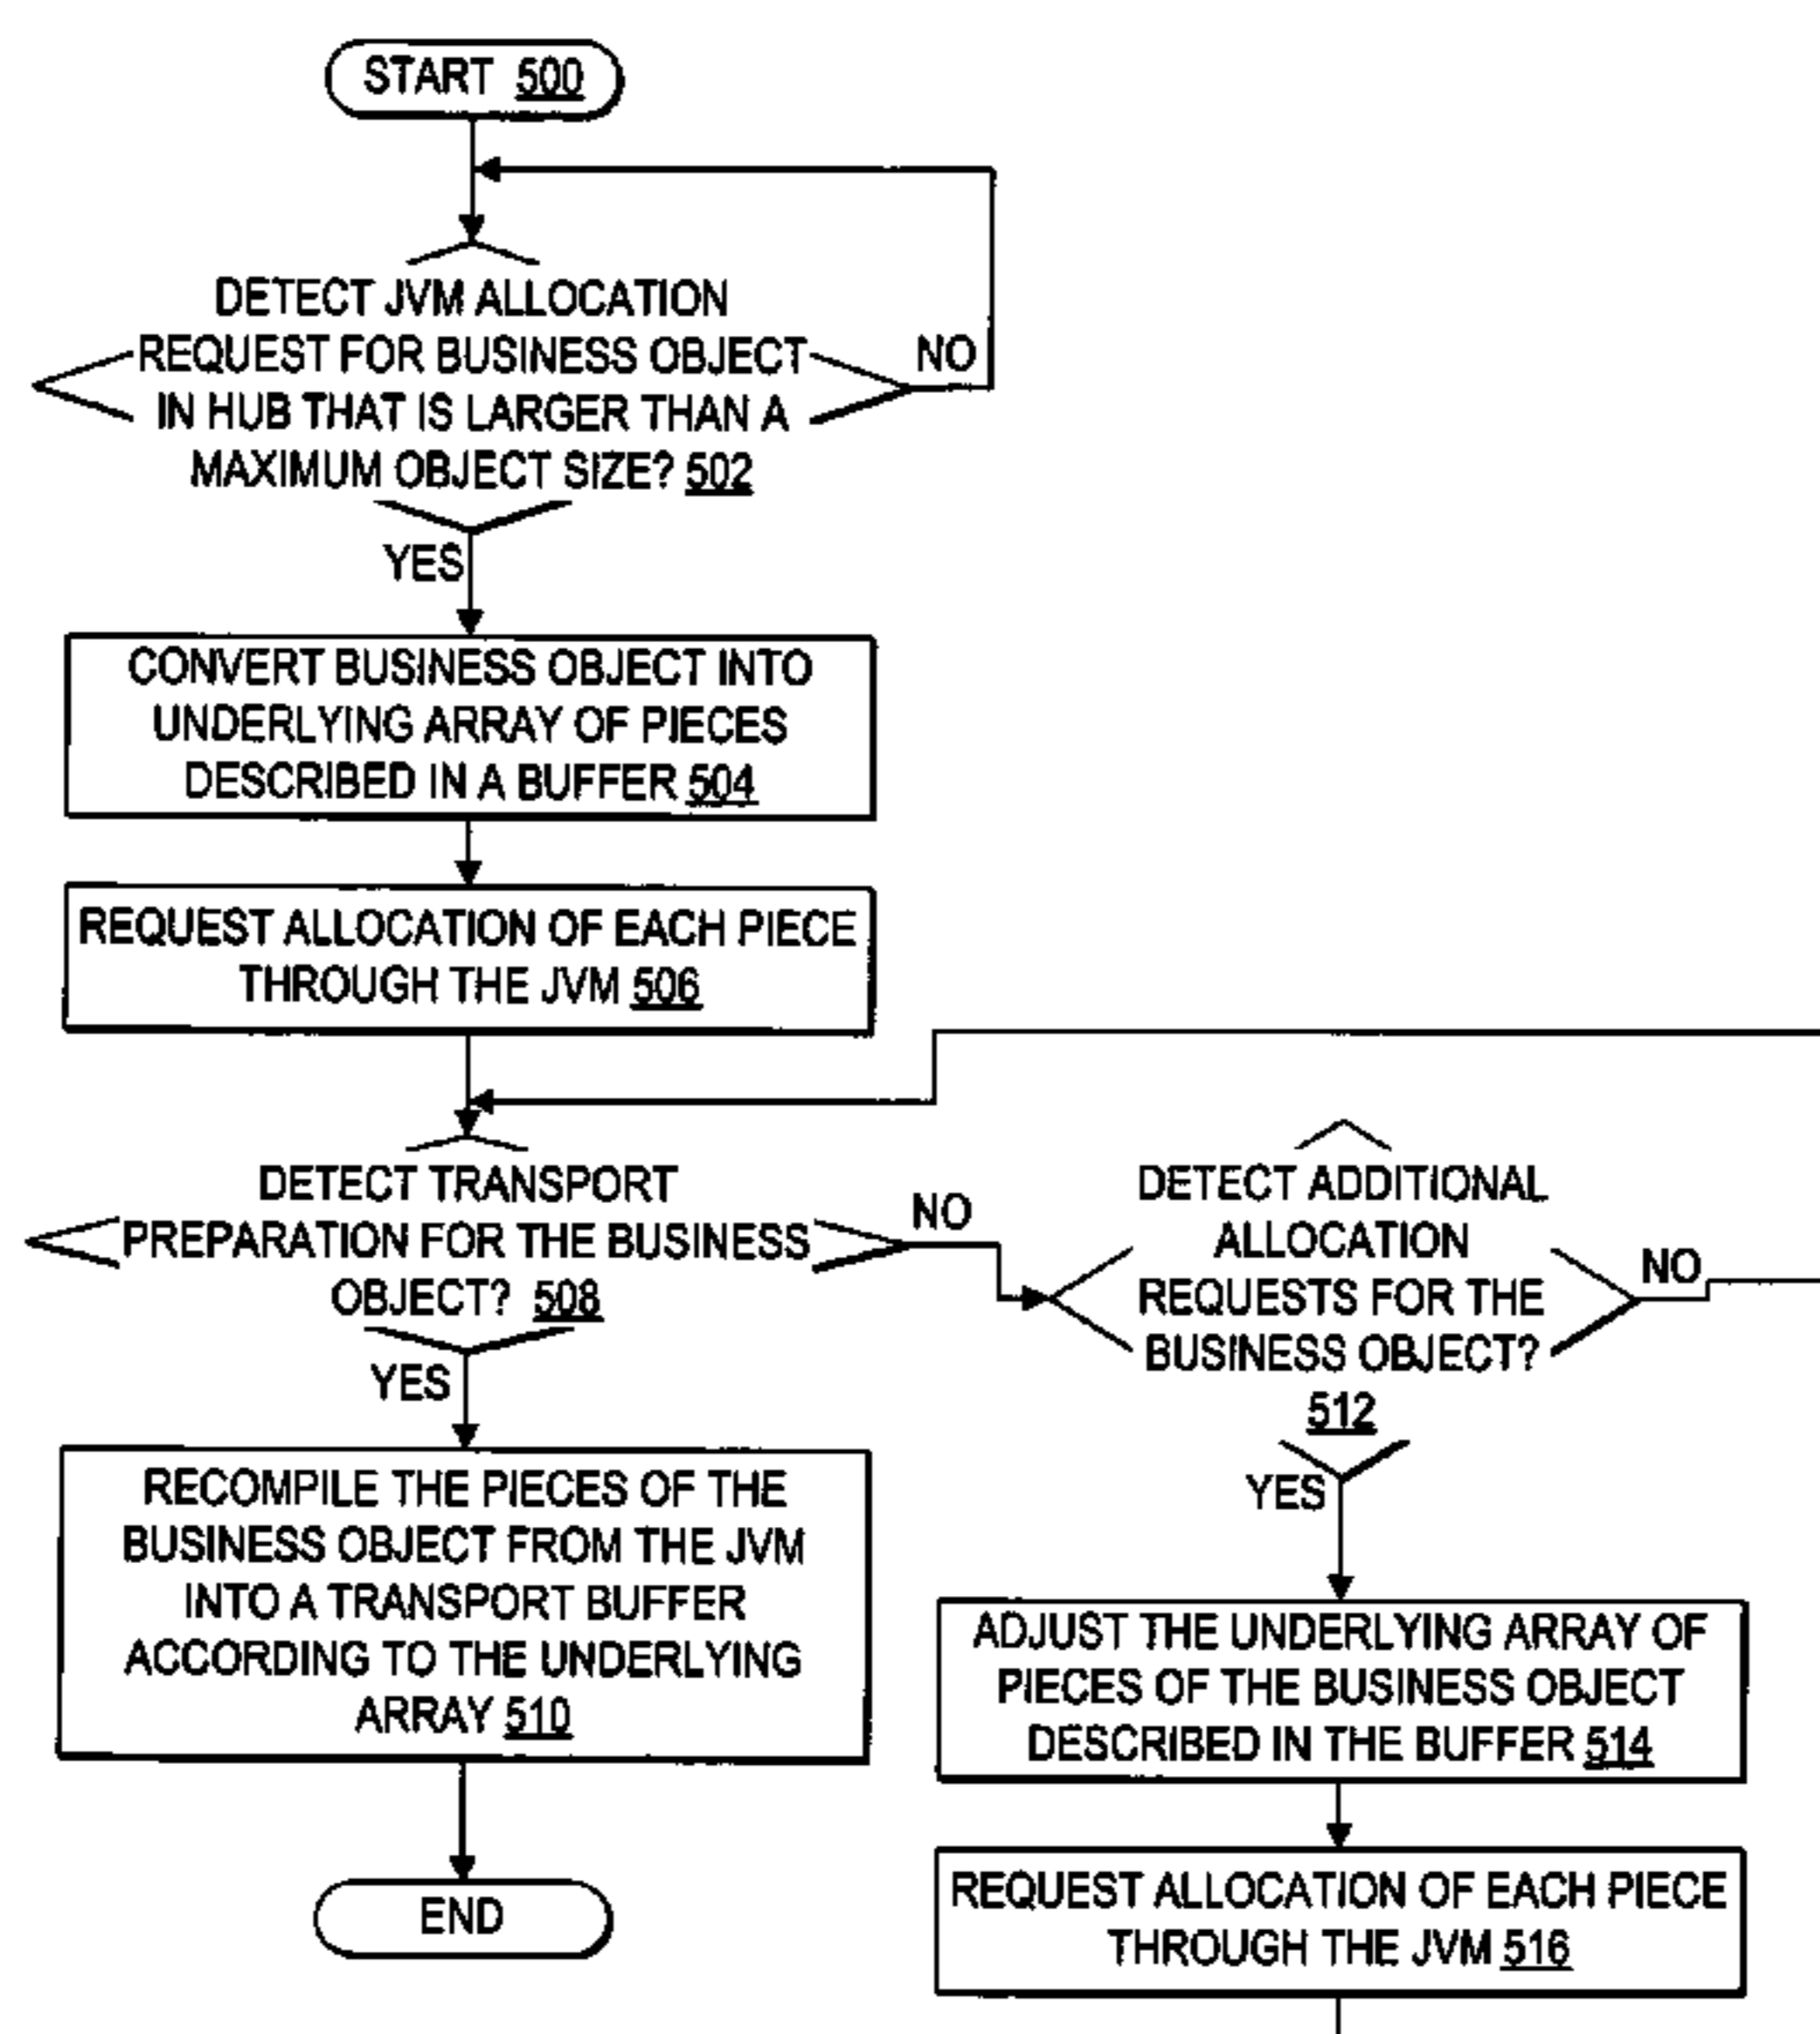 START 500
DETECT JVM ALLOCATION
REQUEST FOR BUSINESS OBJECT
IN HUB THAT IS LARGER THAN A
MAXIMUM OBJECT SIZE? 502
NO
YES
CONVERT BUSINESS OBJECT INTO
UNDERLYING ARRAY OF PIECES
DESCRIBED IN A BUFFER 504
REQUEST ALLOCATION OF EACH PIECE
THROUGH THE JVM 506
DETECT TRANSPORT
PREPARATION FOR THE BUSINESS
OBJECT? 508
NO
YES
RECOMPILE THE PIECES OF THE
BUSINESS OBJECT FROM THE JVM
INTO A TRANSPORT BUFFER
ACCORDING TO THE UNDERLYING
ARRAY 510
END
DETECT ADDITIONAL
ALLOCATION
REQUESTS FOR THE
BUSINESS OBJECT?
512
NO
YES
ADJUST THE UNDERLYING ARRAY OF
PIECES OF THE BUSINESS OBJECT
DESCRIBED IN THE BUFFER 514
REQUEST ALLOCATION OF EACH PIECE
THROUGH THE JVM 516